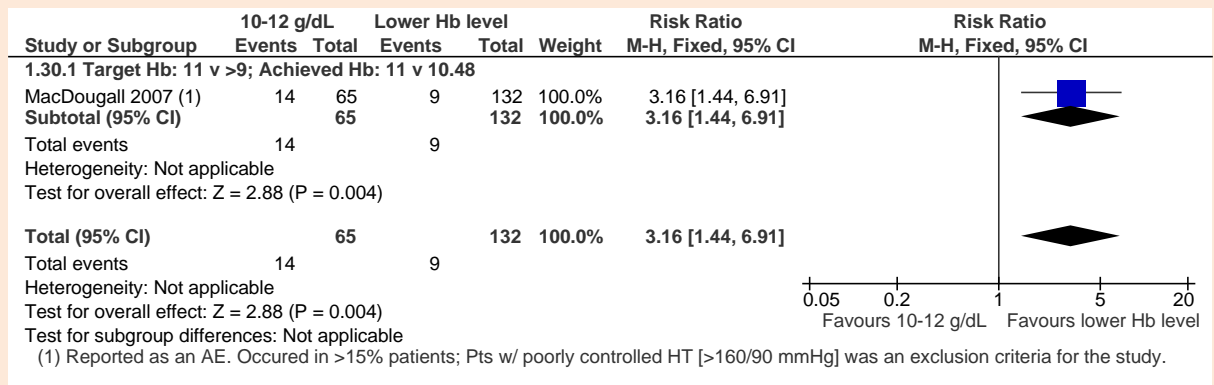 10-12 g/dL Lower Hb level Risk Ratio Risk Ratio
Study or Subgroup Events Total Events Total Weight M-H, Fixed, 95% CI M-H, Fixed, 95% CI
1.30.1 Target Hb: 11 v >9; Achieved Hb: 11 v 10.48
MacDougall 2007 (1) 14 65 9 132 100.0% 3.16 [1.44, 6.91]
Subtotal (95% CI) 65 132 100.0% 3.16 [1.44, 6.91]
Total events 14 9
Heterogeneity: Not applicable
Test for overall effect: Z = 2.88 (P = 0.004)
Total (95% CI) 65 132 100.0% 3.16 [1.44, 6.91]
Total events 14 9
Heterogeneity: Not applicable
Test for overall effect: Z = 2.88 (P = 0.004)
Test for subgroup differences: Not applicable
0.05 0.2 1 5 20
Favours 10-12 g/dL Favours lower Hb level
(1) Reported as an AE. Occured in >15% patients; Pts w/ poorly controlled HT [>160/90 mmHg] was an exclusion criteria for the study.